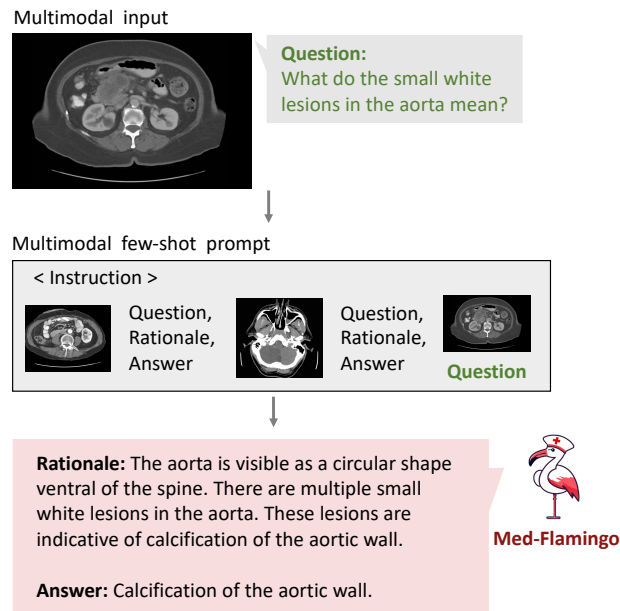 Multimodal input
Question:
What do the small white
lesions in the aorta mean?
Multimodal few-shot prompt
< Instruction >
Question,
Rationale,
Answer
Question,
Rationale,
Answer
Question
Rationale: The aorta is visible as a circular shape
ventral of the spine. There are multiple small
white lesions in the aorta. These lesions are
indicative of calcification of the aortic wall.
Answer: Calcification of the aortic wall.
Med-Flamingo